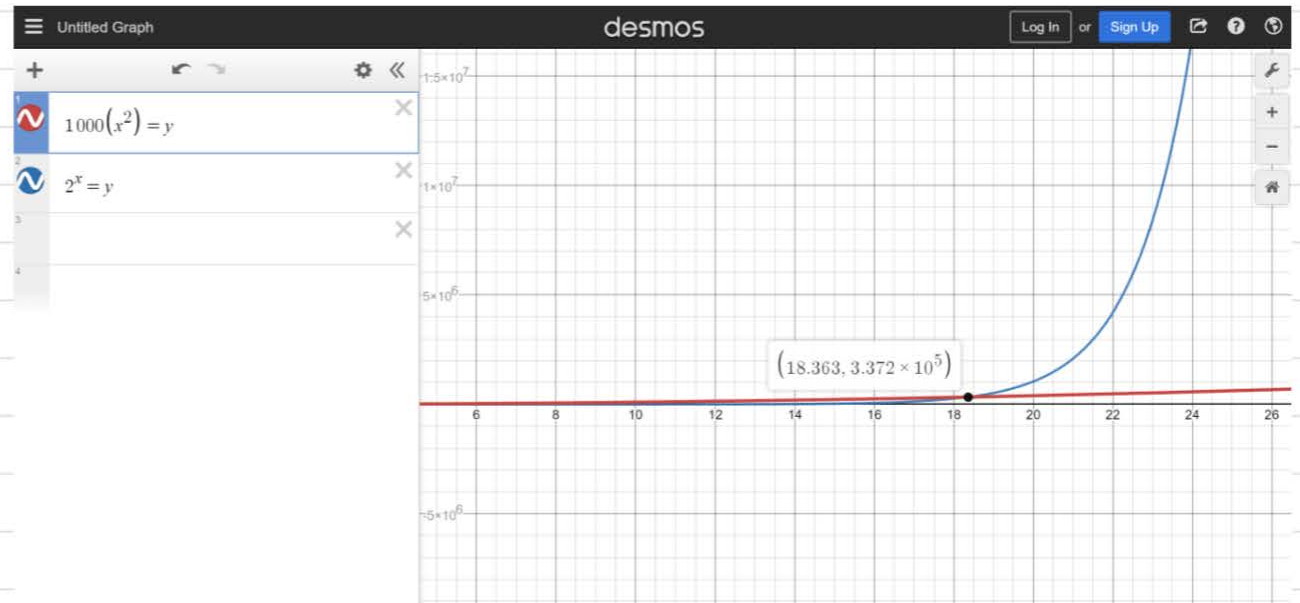 Untitled Graph
desmos
Log In or Sign Up
1
1000(x²) = y
2
2ˣ = y
3
4
1.5×10⁷
1×10⁷
5×10⁶
-5×10⁶
(18.363, 3.372 × 10⁵)
6 8 10 12 14 16 18 20 22 24 26